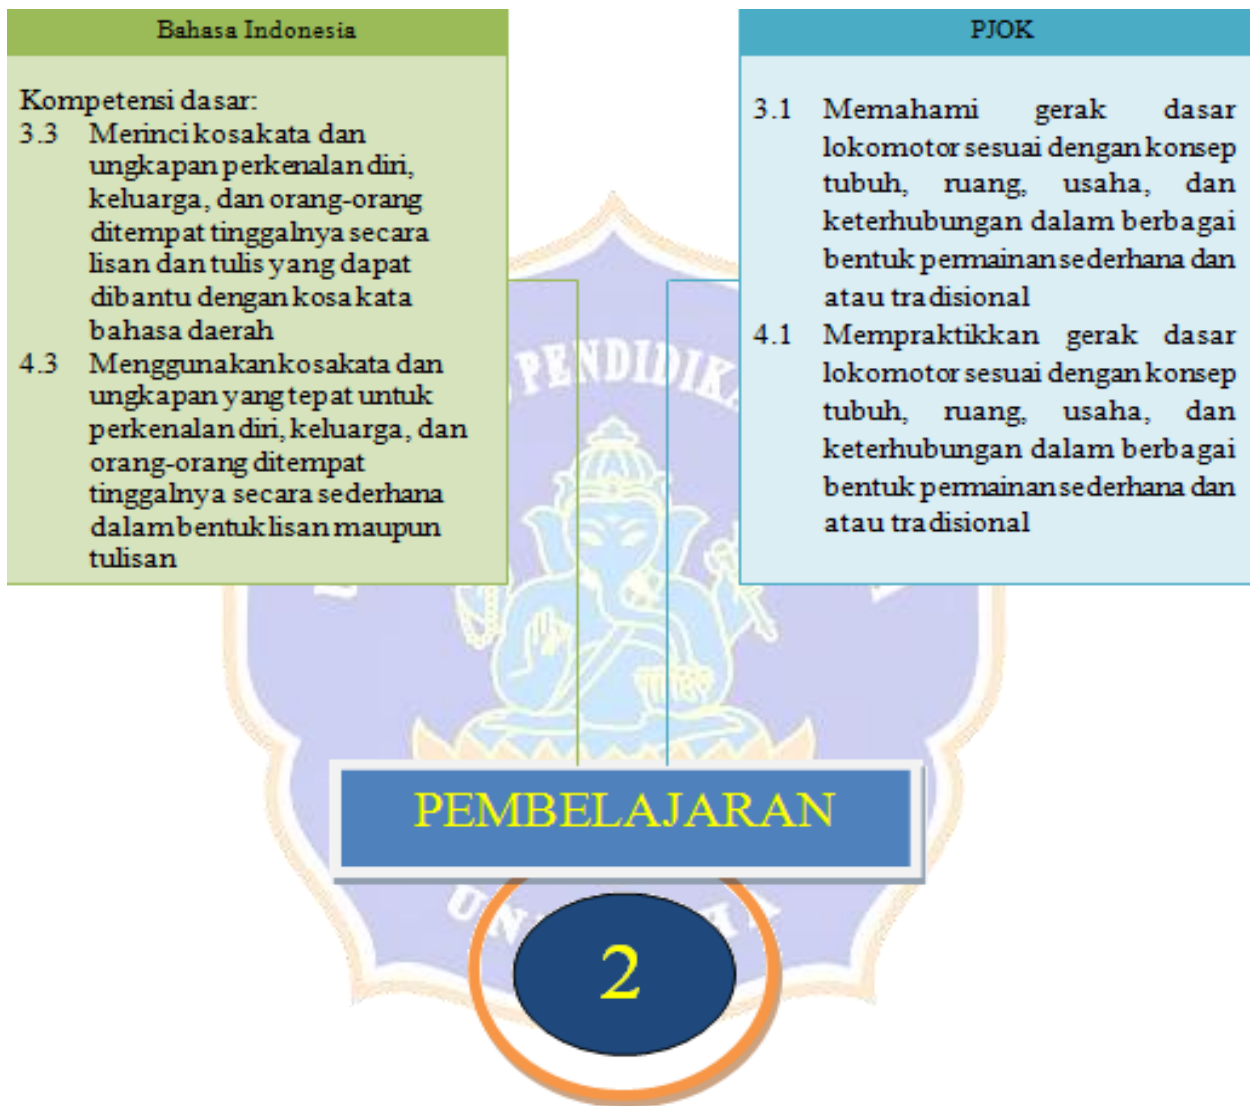 Bahasa Indonesia
Kompetensi dasar:
3.3 Merinci kosakata dan
ungkapan perkenalan diri,
keluarga, dan orang-orang
ditempat tinggalnya secara
lisan dan tulis yang dapat
dibantu dengan kosa kata
bahasa daerah
4.3 Menggunakan kosakata dan
ungkapan yang tepat untuk
perkenalan diri, keluarga, dan
orang-orang ditempat
tinggalnya secara sederhana
dalam bentuk lisan maupun
tulisan
PJOK
3.1 Memahami gerak dasar
lokomotor sesuai dengan konsep
tubuh, ruang, usaha, dan
keterhubungan dalam berbagai
bentuk permainan sederhana dan
atau tradisional
4.1 Mempraktikkan gerak dasar
lokomotor sesuai dengan konsep
tubuh, ruang, usaha, dan
keterhubungan dalam berbagai
bentuk permainan sederhana dan
atau tradisional
PEMBELAJARAN
2